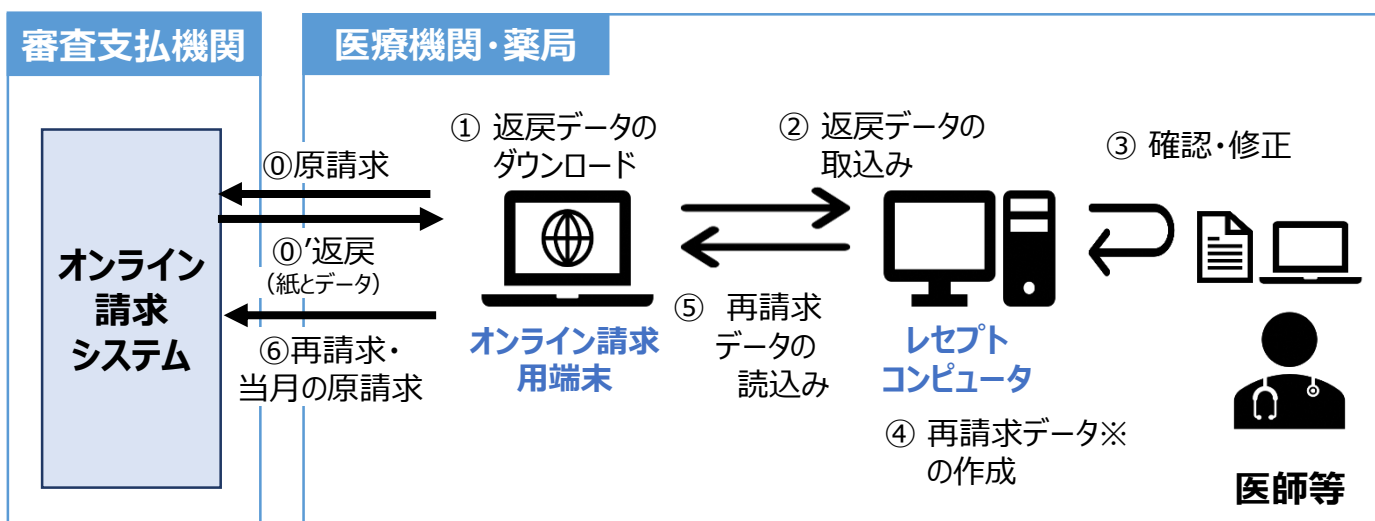 審査支払機関
医療機関・薬局
オンライン
請求
システム
⓪原請求
⓪’返戻
（紙とデータ）
⑥再請求・
当月の原請求
① 返戻データの
ダウンロード
オンライン請求
用端末
② 返戻データの
取込み
⑤ 再請求
データの
読込み
レセプト
コンピュータ
③ 確認・修正
④ 再請求データ※
の作成
医師等